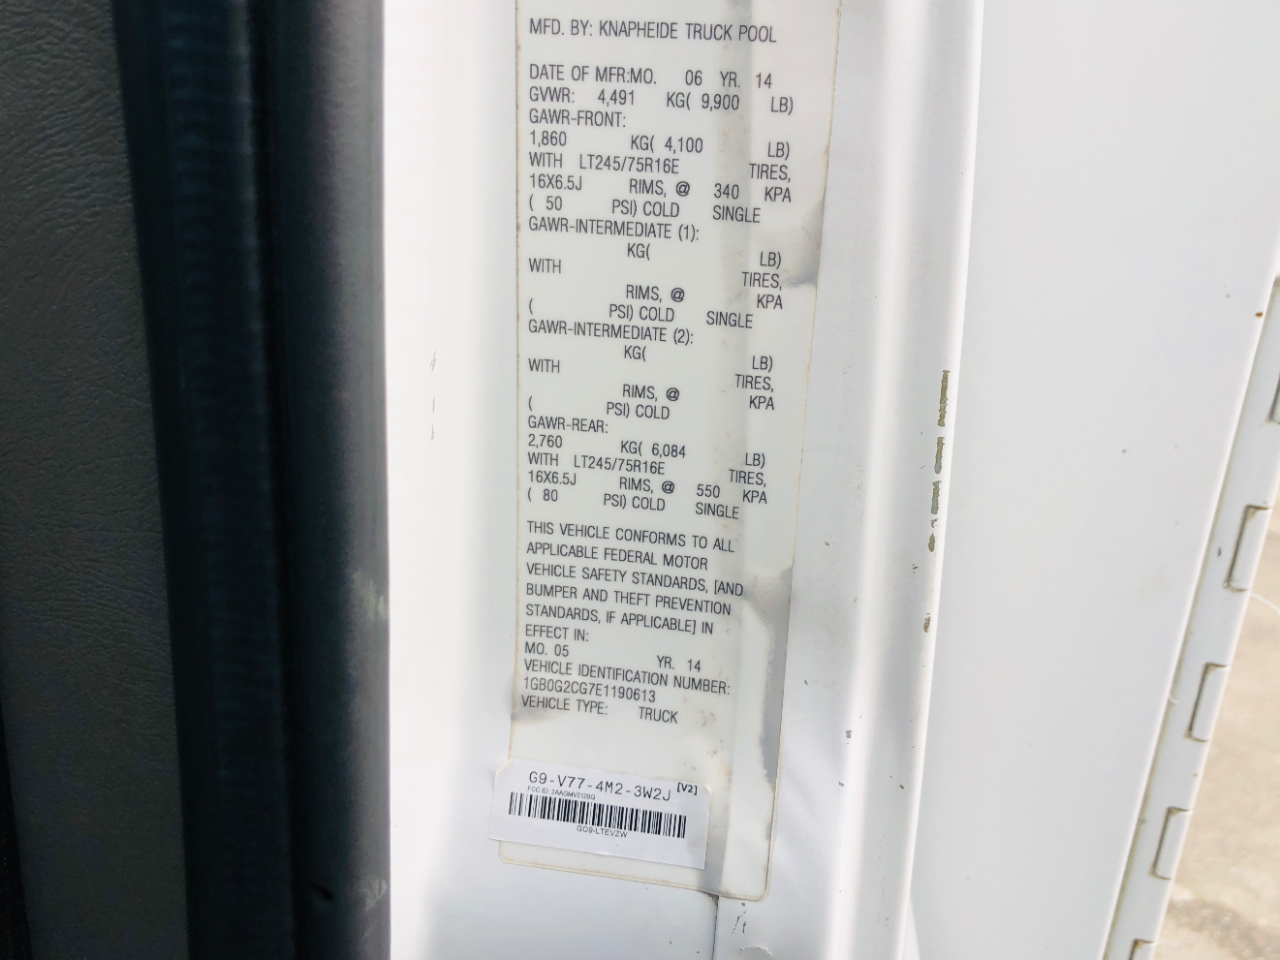 MFD. BY: KNAPHEIDE TRUCK POOL
DATE OF MFR:MO. 06 YR. 14
GVWR: 4,491 KG( 9,900 LB)
GAWR-FRONT:
1,860 KG( 4,100 LB)
WITH LT245/75R16E TIRES,
16X6.5J RIMS, @ 340 KPA
( 50 PSI) COLD SINGLE
GAWR-INTERMEDIATE (1):
KG( LB)
WITH TIRES,
RIMS, @ KPA
( PSI) COLD SINGLE
GAWR-INTERMEDIATE (2):
KG( LB)
WITH TIRES,
RIMS, @ KPA
( PSI) COLD
GAWR-REAR:
2,760 KG( 6,084 LB)
WITH LT245/75R16E TIRES,
16X6.5J RIMS, @ 550 KPA
( 80 PSI) COLD SINGLE
THIS VEHICLE CONFORMS TO ALL
APPLICABLE FEDERAL MOTOR
VEHICLE SAFETY STANDARDS, [AND
BUMPER AND THEFT PREVENTION
STANDARDS, IF APPLICABLE] IN
EFFECT IN:
MO. 05 YR. 14
VEHICLE IDENTIFICATION NUMBER:
1GB0G2CG7E1190613
VEHICLE TYPE: TRUCK
G9-V77-4M2-3W2J [V2]
FCC ID:
GO9-LTEVZW